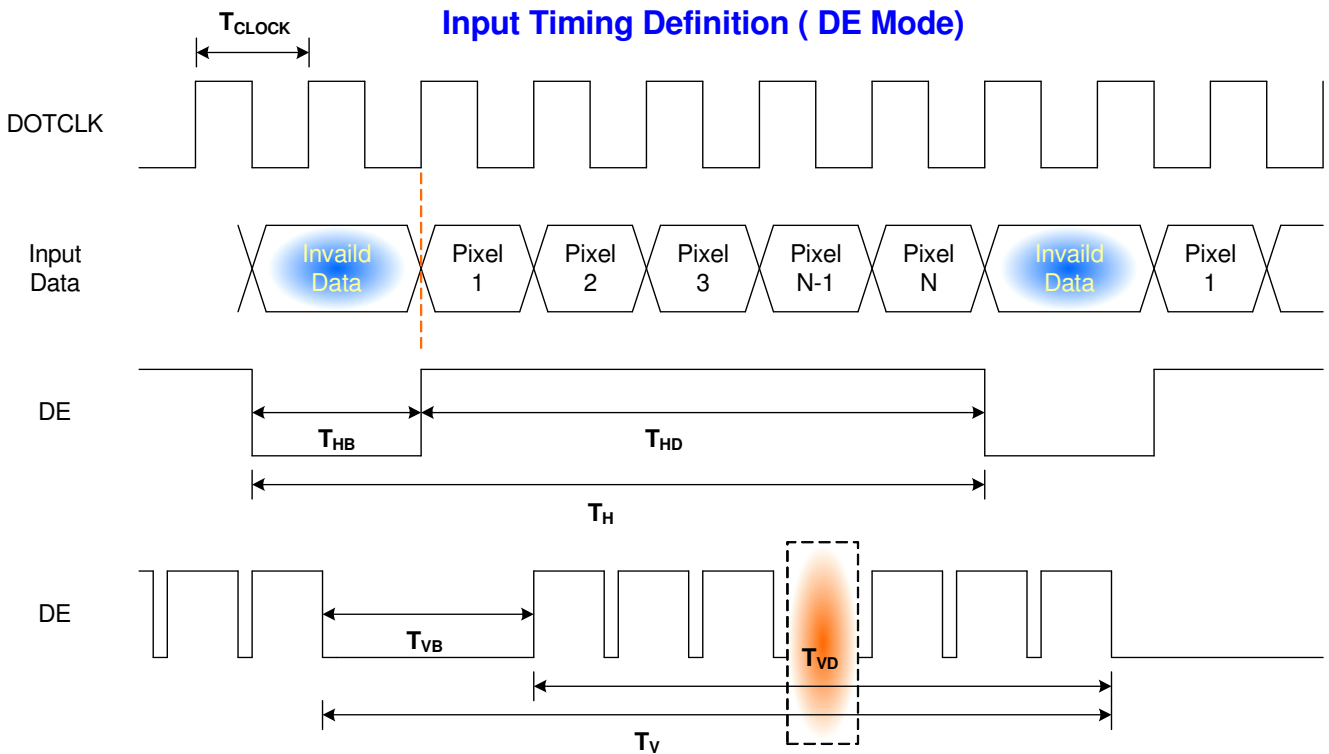 Input Timing Definition ( DE Mode)
TCLOCK
DOTCLK
Input
Data
Invaild
Data
Pixel
1
Pixel
2
Pixel
3
Pixel
N-1
Pixel
N
Invaild
Data
Pixel
1
DE
THB
THD
TH
DE
TVB
TVD
TV